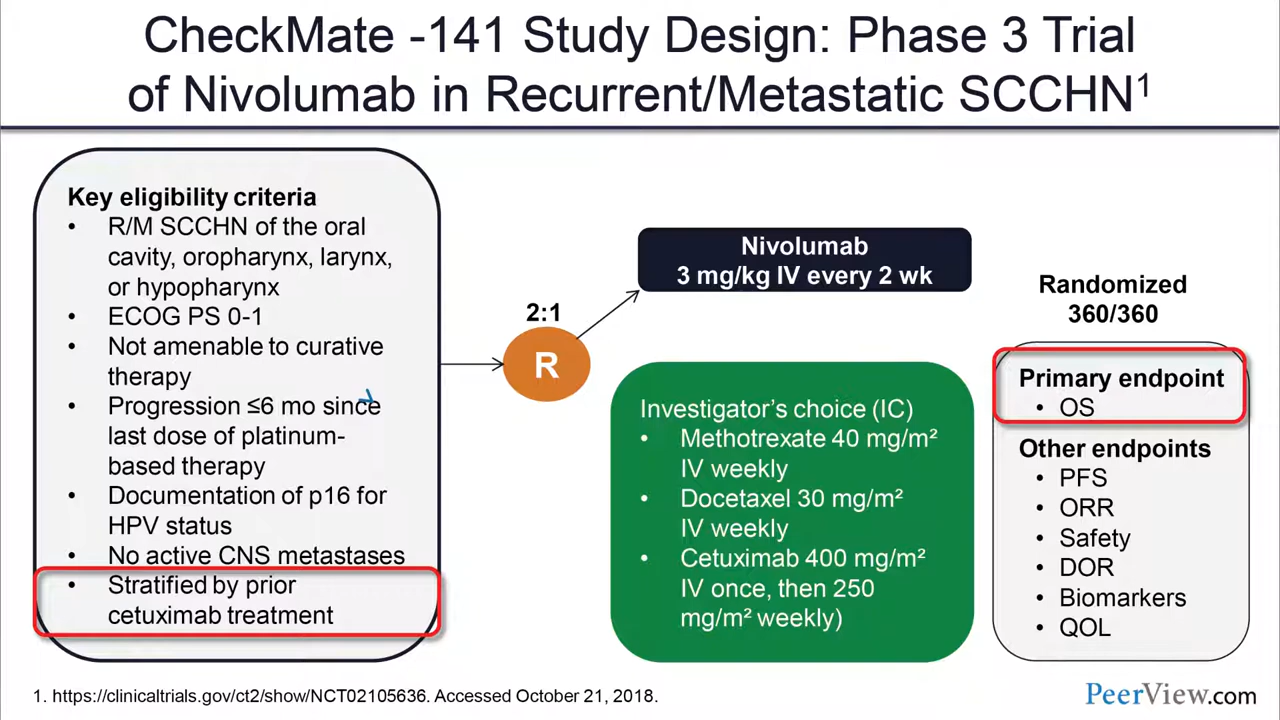 CheckMate -141 Study Design: Phase 3 Trial
of Nivolumab in Recurrent/Metastatic SCCHN¹
Key eligibility criteria
• R/M SCCHN of the oral
cavity, oropharynx, larynx,
or hypopharynx
• ECOG PS 0-1
• Not amenable to curative
therapy
• Progression ≤6 mo since
last dose of platinum-
based therapy
• Documentation of p16 for
HPV status
• No active CNS metastases
• Stratified by prior
cetuximab treatment
2:1
R
Nivolumab
3 mg/kg IV every 2 wk
Investigator's choice (IC)
• Methotrexate 40 mg/m²
IV weekly
• Docetaxel 30 mg/m²
IV weekly
• Cetuximab 400 mg/m²
IV once, then 250
mg/m² weekly)
Randomized
360/360
Primary endpoint
• OS
Other endpoints
• PFS
• ORR
• Safety
• DOR
• Biomarkers
• QOL
1. https://clinicaltrials.gov/ct2/show/NCT02105636. Accessed October 21, 2018.
PeerView.com